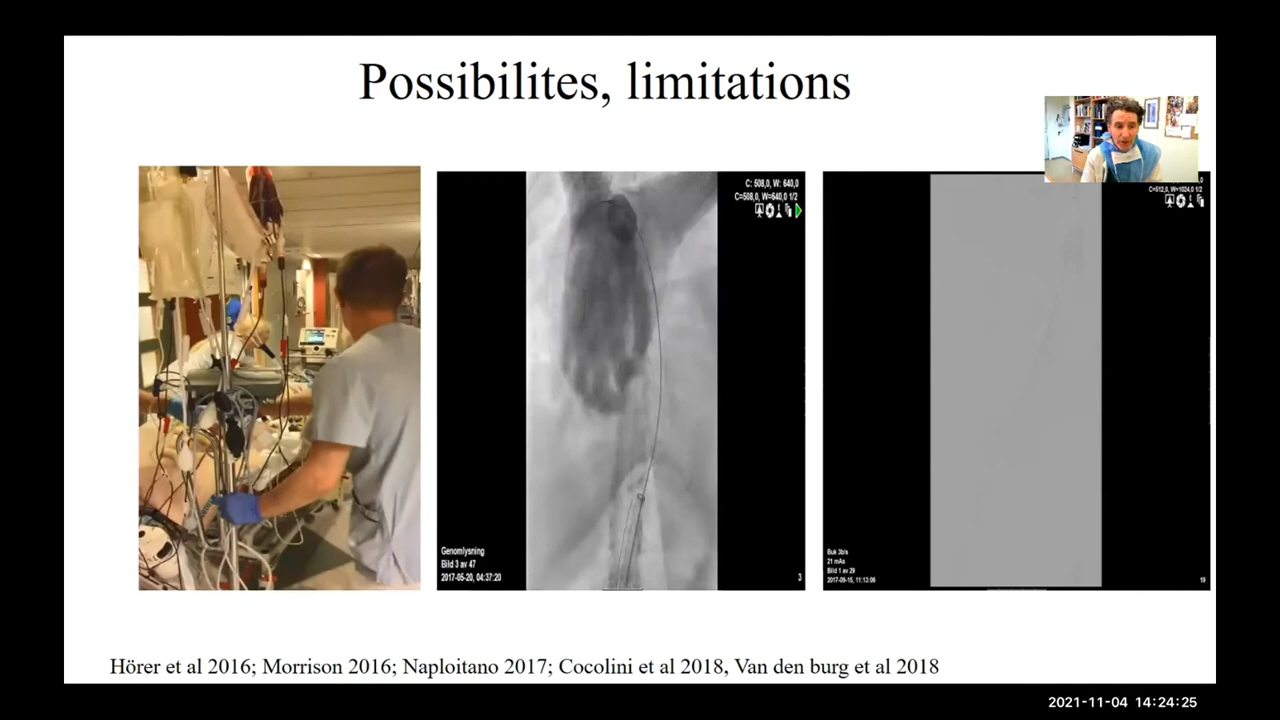 Possibilites, limitations
C: 508,0, W: 640,0
C=508,0, W=640,0 1/2
Genomlysning
Bild 3 av 47
2017-05-20, 04:37:20
3
C=512,0, W=1024,0 1/2
Buk 3b/s
21 mAs
Bild 1 av 29
2017-09-15, 11:13:06
19
Hörer et al 2016; Morrison 2016; Naploitano 2017; Cocolini et al 2018, Van den burg et al 2018
2021-11-04 14:24:25